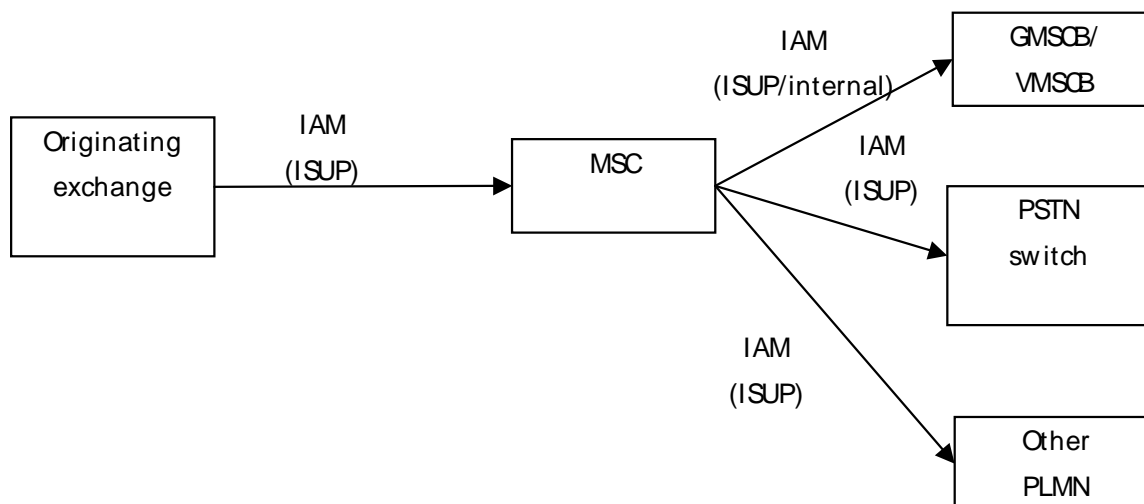 Originating
exchange
IAM
(ISUP)
MSC
IAM
(ISUP/internal)
GMSCB/
VMSCB
IAM
(ISUP)
PSTN
switch
IAM
(ISUP)
Other
PLMN